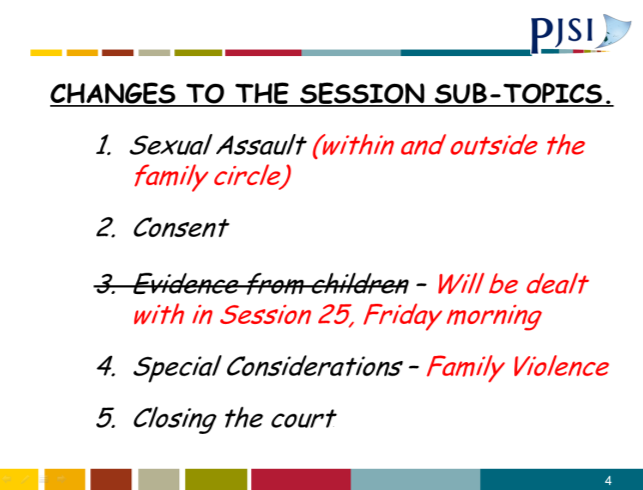 PJSI
CHANGES TO THE SESSION SUB-TOPICS.
1. Sexual Assault (within and outside the
family circle)
2. Consent
3. Evidence from children – Will be dealt
with in Session 25, Friday morning
4. Special Considerations – Family Violence
5. Closing the court
4